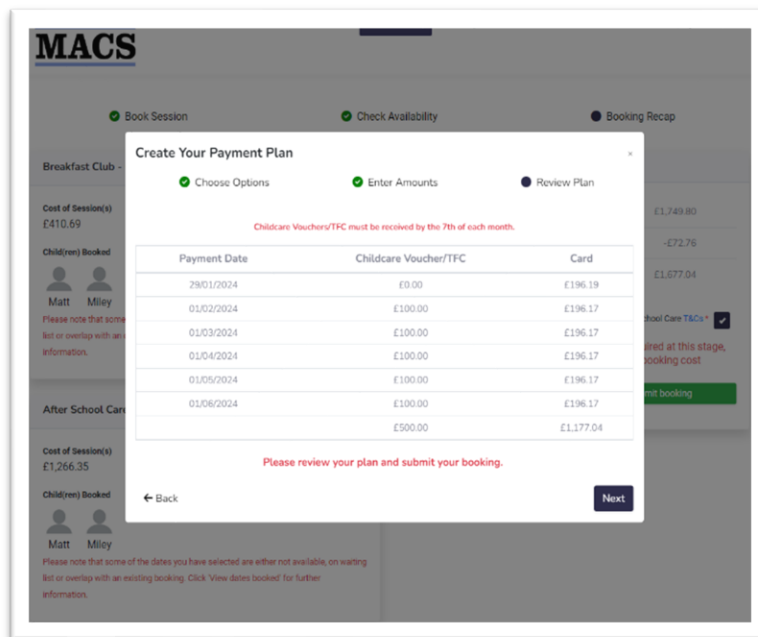 MACS
Book Session Check Availability Booking Recap
Breakfast Club -
Cost of Session(s)
£410.69
Child(ren) Booked
Matt Miley
Please note that some
list or overlap with an
information.
£1,749.80
-£72.76
£1,677.04
School Care T&Cs *
uired at this stage,
booking cost
mit booking
Create Your Payment Plan ×
Choose Options Enter Amounts Review Plan
Childcare Vouchers/TFC must be received by the 7th of each month.
Payment Date Childcare Voucher/TFC Card
29/01/2024 £0.00 £196.19
01/02/2024 £100.00 £196.17
01/03/2024 £100.00 £196.17
01/04/2024 £100.00 £196.17
01/05/2024 £100.00 £196.17
01/06/2024 £100.00 £196.17
£500.00 £1,177.04
Please review your plan and submit your booking.
← Back Next
After School Care
Cost of Session(s)
£1,266.35
Child(ren) Booked
Matt Miley
Please note that some of the dates you have selected are either not available, on waiting
list or overlap with an existing booking. Click 'View dates booked' for further
information.